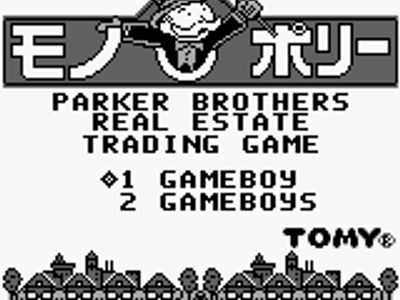 モノポリー
PARKER BROTHERS
REAL ESTATE
TRADING GAME
1 GAMEBOY
2 GAMEBOYS
TOMY®